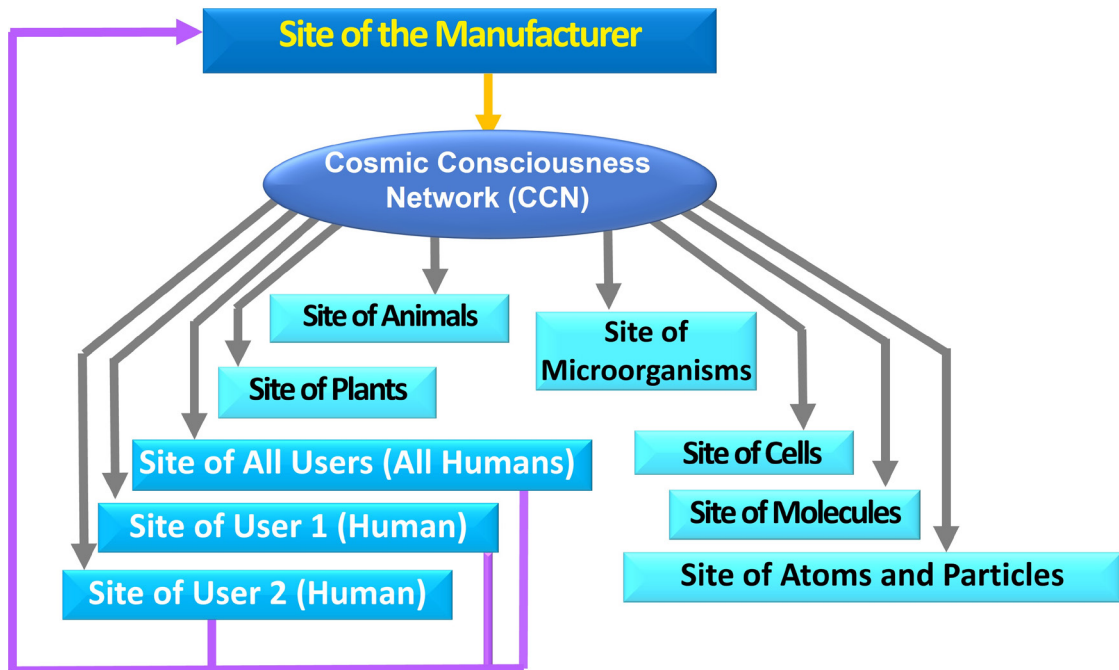 Site of the Manufacturer
Cosmic Consciousness
Network (CCN)
Site of Animals
Site of
Microorganisms
Site of Plants
Site of All Users (All Humans)
Site of Cells
Site of User 1 (Human)
Site of Molecules
Site of User 2 (Human)
Site of Atoms and Particles